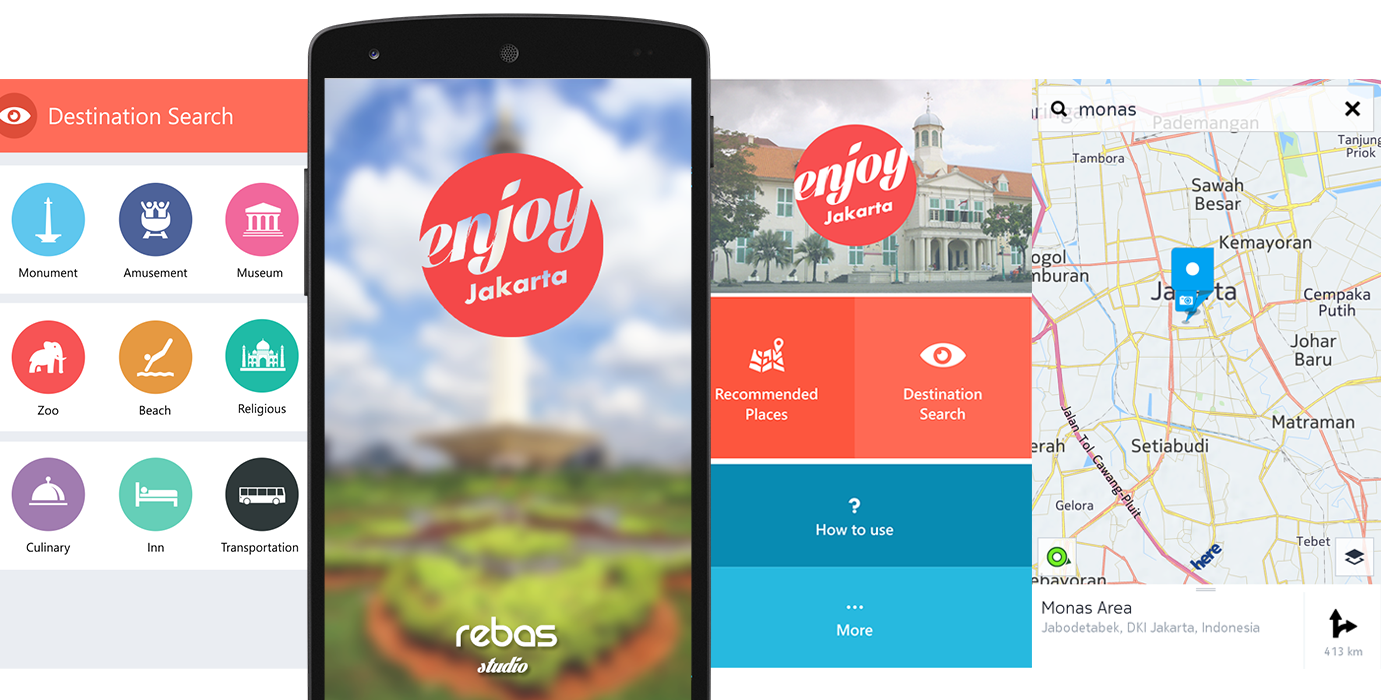 Destination Search
Monument
Amusement
Museum
Zoo
Beach
Religious
Culinary
Inn
Transportation
enjoy
Jakarta
rebas
studio
enjoy
Jakarta
Recommended
Places
Destination
Search
?
How to use
...
More
monas
Pademangan
Tanjung
Priok
Tambora
Sawah
Besar
Kemayoran
ogol
mburan
Cempaka
Putih
Johar
Baru
Matraman
erah
Setiabudi
Jalan Tol Cawang-Pluit
Gelora
Tebet
here
ebayoran
Monas Area
Jabodetabek, DKI Jakarta, Indonesia
413 km